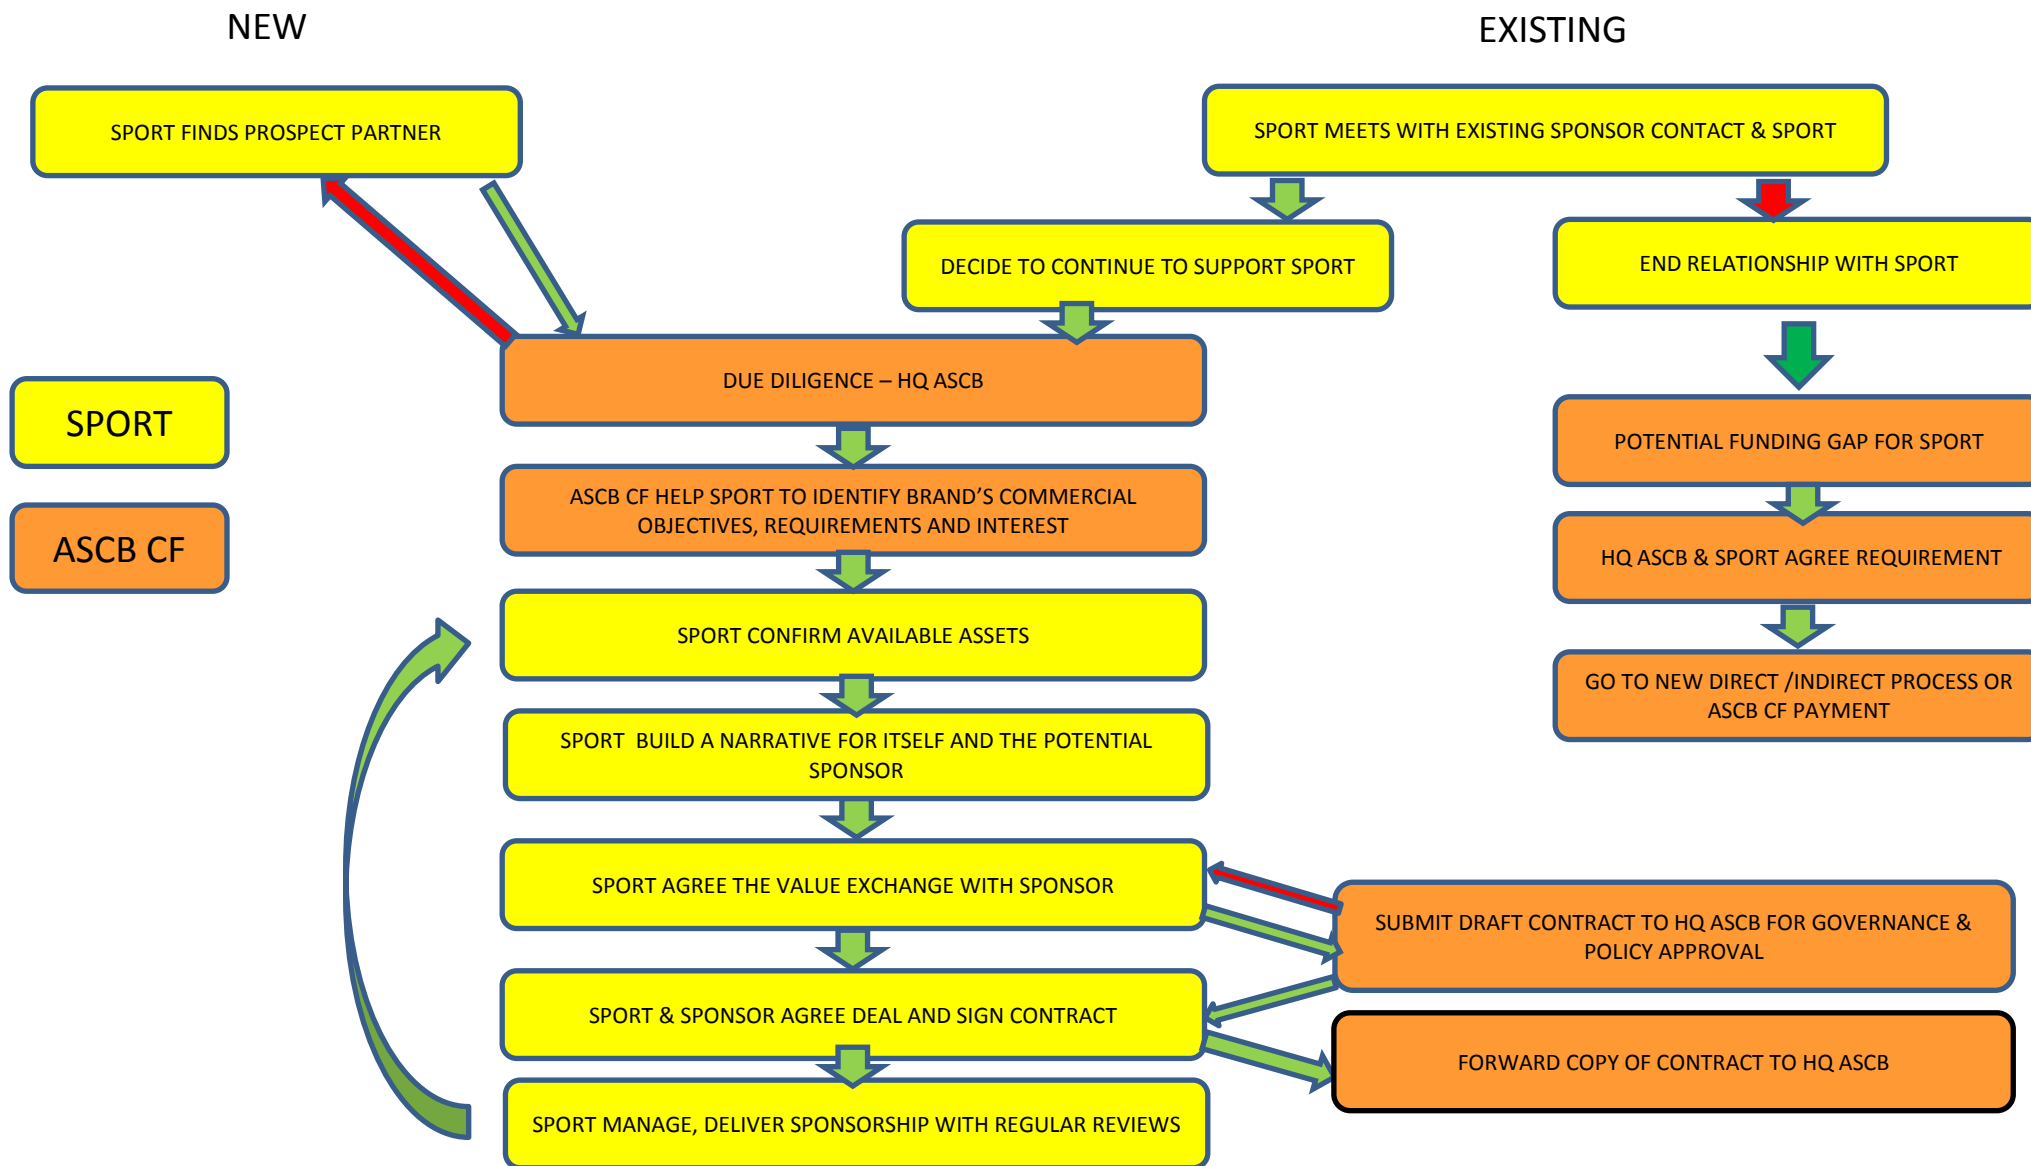 NEW
EXISTING
SPORT FINDS PROSPECT PARTNER
SPORT MEETS WITH EXISTING SPONSOR CONTACT & SPORT
DECIDE TO CONTINUE TO SUPPORT SPORT
END RELATIONSHIP WITH SPORT
DUE DILIGENCE – HQ ASCB
SPORT
ASCB CF
POTENTIAL FUNDING GAP FOR SPORT
ASCB CF HELP SPORT TO IDENTIFY BRAND’S COMMERCIAL
OBJECTIVES, REQUIREMENTS AND INTEREST
HQ ASCB & SPORT AGREE REQUIREMENT
SPORT CONFIRM AVAILABLE ASSETS
GO TO NEW DIRECT /INDIRECT PROCESS OR
ASCB CF PAYMENT
SPORT BUILD A NARRATIVE FOR ITSELF AND THE POTENTIAL
SPONSOR
SPORT AGREE THE VALUE EXCHANGE WITH SPONSOR
SUBMIT DRAFT CONTRACT TO HQ ASCB FOR GOVERNANCE &
POLICY APPROVAL
SPORT & SPONSOR AGREE DEAL AND SIGN CONTRACT
FORWARD COPY OF CONTRACT TO HQ ASCB
SPORT MANAGE, DELIVER SPONSORSHIP WITH REGULAR REVIEWS